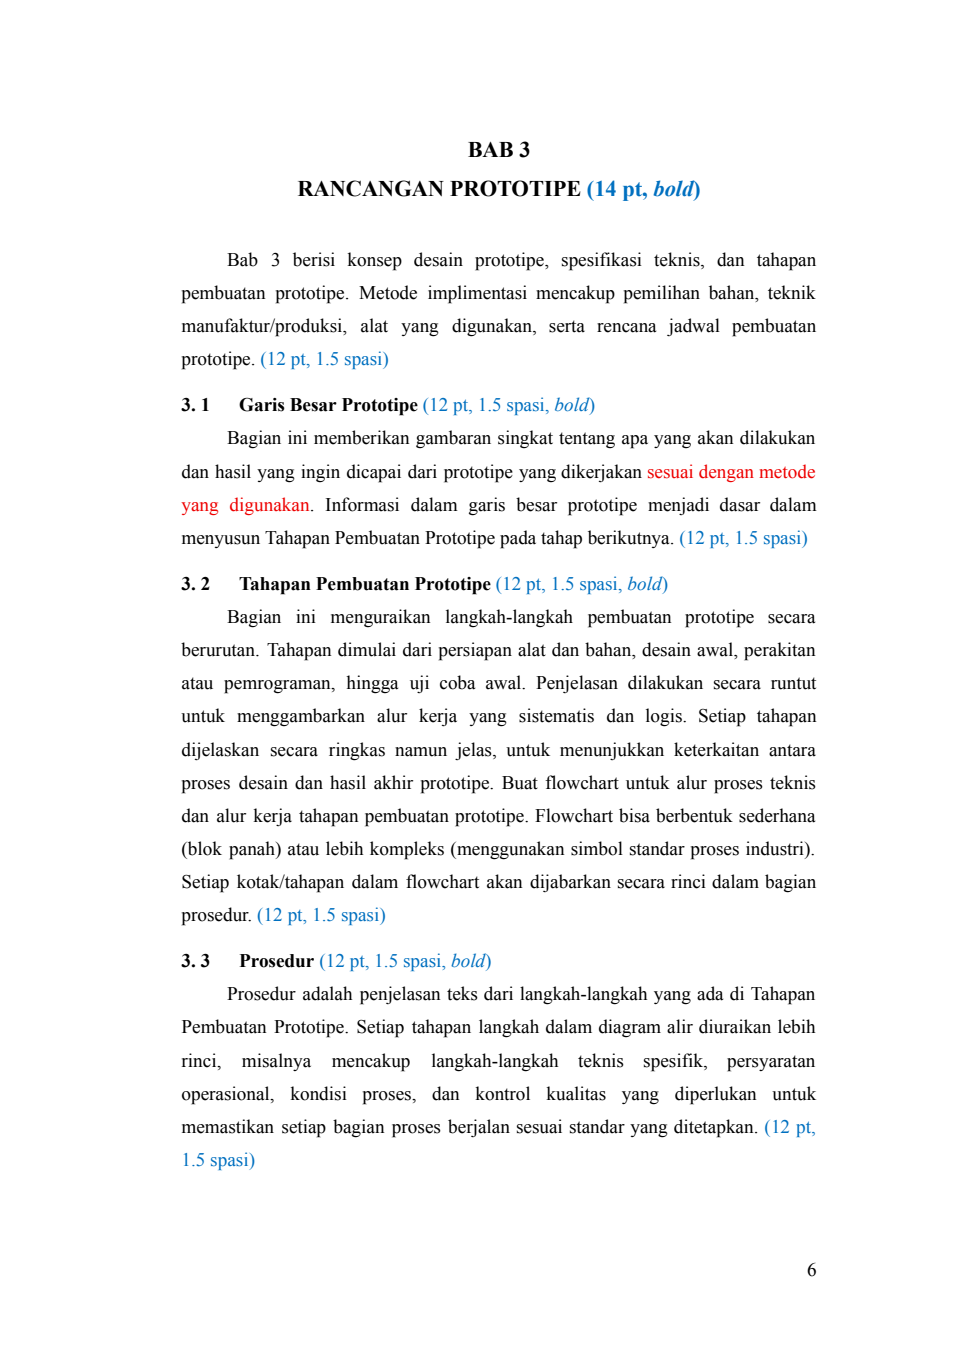 BAB 3
RANCANGAN PROTOTIPE (14 pt, bold)
Bab 3 berisi konsep desain prototipe, spesifikasi teknis, dan tahapan
pembuatan prototipe. Metode implimentasi mencakup pemilihan bahan, teknik
manufaktur/produksi, alat yang digunakan, serta rencana jadwal pembuatan
prototipe. (12 pt, 1.5 spasi)
3. 1 Garis Besar Prototipe (12 pt, 1.5 spasi, bold)
Bagian ini memberikan gambaran singkat tentang apa yang akan dilakukan
dan hasil yang ingin dicapai dari prototipe yang dikerjakan sesuai dengan metode
yang digunakan. Informasi dalam garis besar prototipe menjadi dasar dalam
menyusun Tahapan Pembuatan Prototipe pada tahap berikutnya. (12 pt, 1.5 spasi)
3. 2 Tahapan Pembuatan Prototipe (12 pt, 1.5 spasi, bold)
Bagian ini menguraikan langkah-langkah pembuatan prototipe secara
berurutan. Tahapan dimulai dari persiapan alat dan bahan, desain awal, perakitan
atau pemrograman, hingga uji coba awal. Penjelasan dilakukan secara runtut
untuk menggambarkan alur kerja yang sistematis dan logis. Setiap tahapan
dijelaskan secara ringkas namun jelas, untuk menunjukkan keterkaitan antara
proses desain dan hasil akhir prototipe. Buat flowchart untuk alur proses teknis
dan alur kerja tahapan pembuatan prototipe. Flowchart bisa berbentuk sederhana
(blok panah) atau lebih kompleks (menggunakan simbol standar proses industri).
Setiap kotak/tahapan dalam flowchart akan dijabarkan secara rinci dalam bagian
prosedur. (12 pt, 1.5 spasi)
3. 3 Prosedur (12 pt, 1.5 spasi, bold)
Prosedur adalah penjelasan teks dari langkah-langkah yang ada di Tahapan
Pembuatan Prototipe. Setiap tahapan langkah dalam diagram alir diuraikan lebih
rinci, misalnya mencakup langkah-langkah teknis spesifik, persyaratan
operasional, kondisi proses, dan kontrol kualitas yang diperlukan untuk
memastikan setiap bagian proses berjalan sesuai standar yang ditetapkan. (12 pt,
1.5 spasi)
6